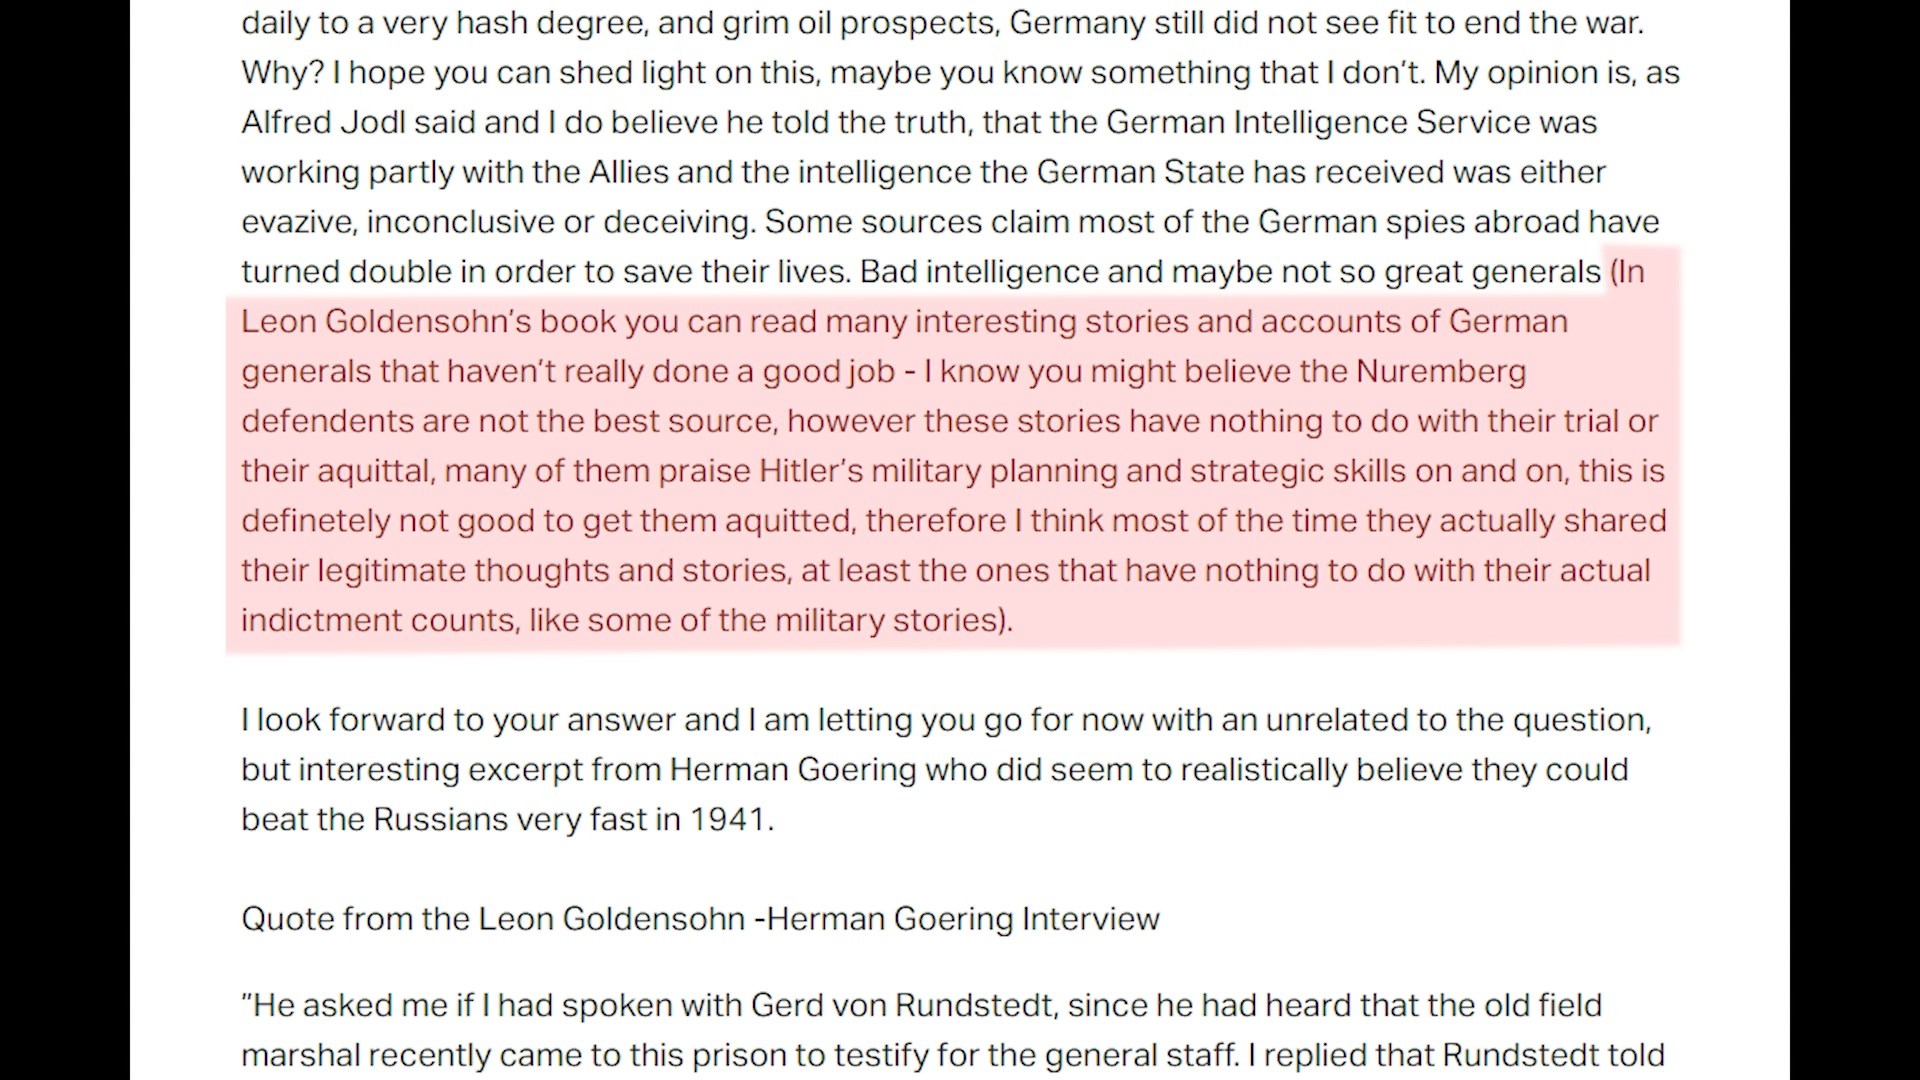 daily to a very hash degree, and grim oil prospects, Germany still did not see fit to end the war.
Why? I hope you can shed light on this, maybe you know something that I don't. My opinion is, as
Alfred Jodl said and I do believe he told the truth, that the German Intelligence Service was
working partly with the Allies and the intelligence the German State has received was either
evazive, inconclusive or deceiving. Some sources claim most of the German spies abroad have
turned double in order to save their lives. Bad intelligence and maybe not so great generals (In
Leon Goldensohn's book you can read many interesting stories and accounts of German
generals that haven't really done a good job - I know you might believe the Nuremberg
defendents are not the best source, however these stories have nothing to do with their trial or
their aquittal, many of them praise Hitler's military planning and strategic skills on and on, this is
definetely not good to get them aquitted, therefore I think most of the time they actually shared
their legitimate thoughts and stories, at least the ones that have nothing to do with their actual
indictment counts, like some of the military stories).
I look forward to your answer and I am letting you go for now with an unrelated to the question,
but interesting excerpt from Herman Goering who did seem to realistically believe they could
beat the Russians very fast in 1941.
Quote from the Leon Goldensohn -Herman Goering Interview
"He asked me if I had spoken with Gerd von Rundstedt, since he had heard that the old field
marshal recently came to this prison to testify for the general staff. I replied that Rundstedt told